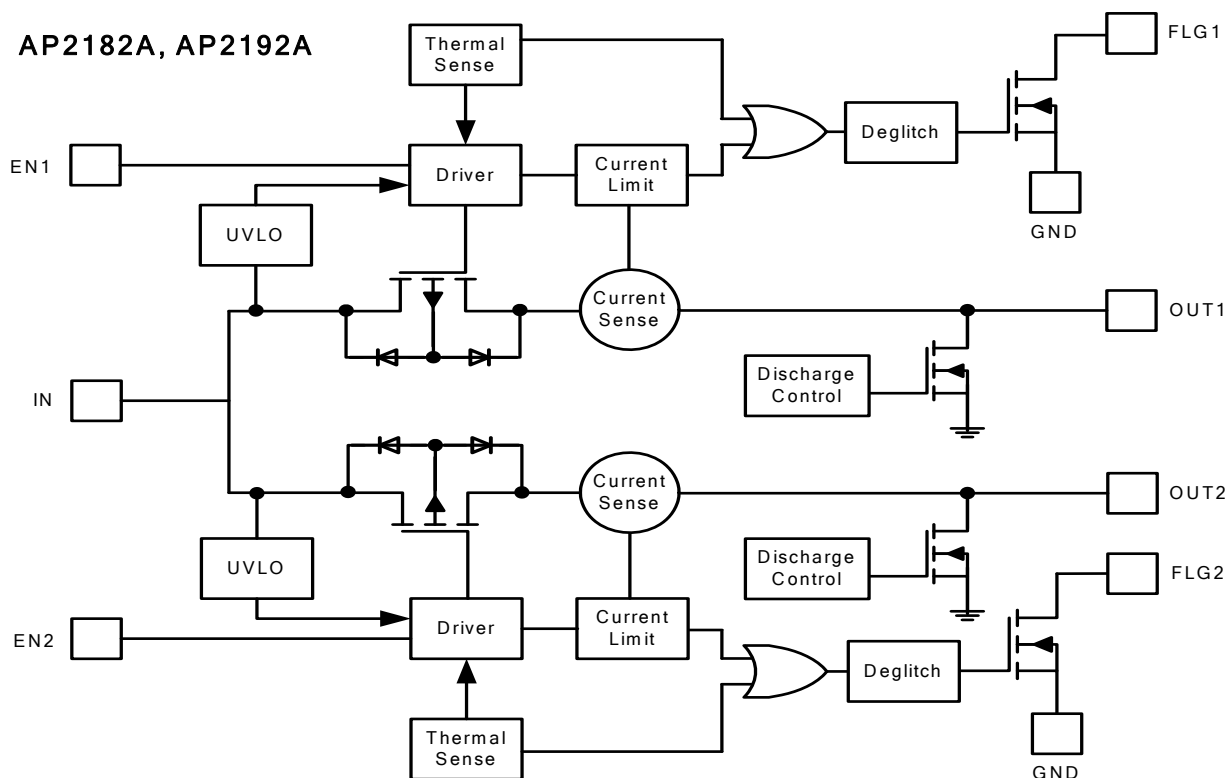 AP2182A, AP2192A
Thermal
Sense
FLG1
EN1
Driver
Current
Limit
Deglitch
GND
UVLO
Current
Sense
OUT1
Discharge
Control
IN
Current
Sense
OUT2
Discharge
Control
FLG2
UVLO
EN2
Driver
Current
Limit
Deglitch
Thermal
Sense
GND